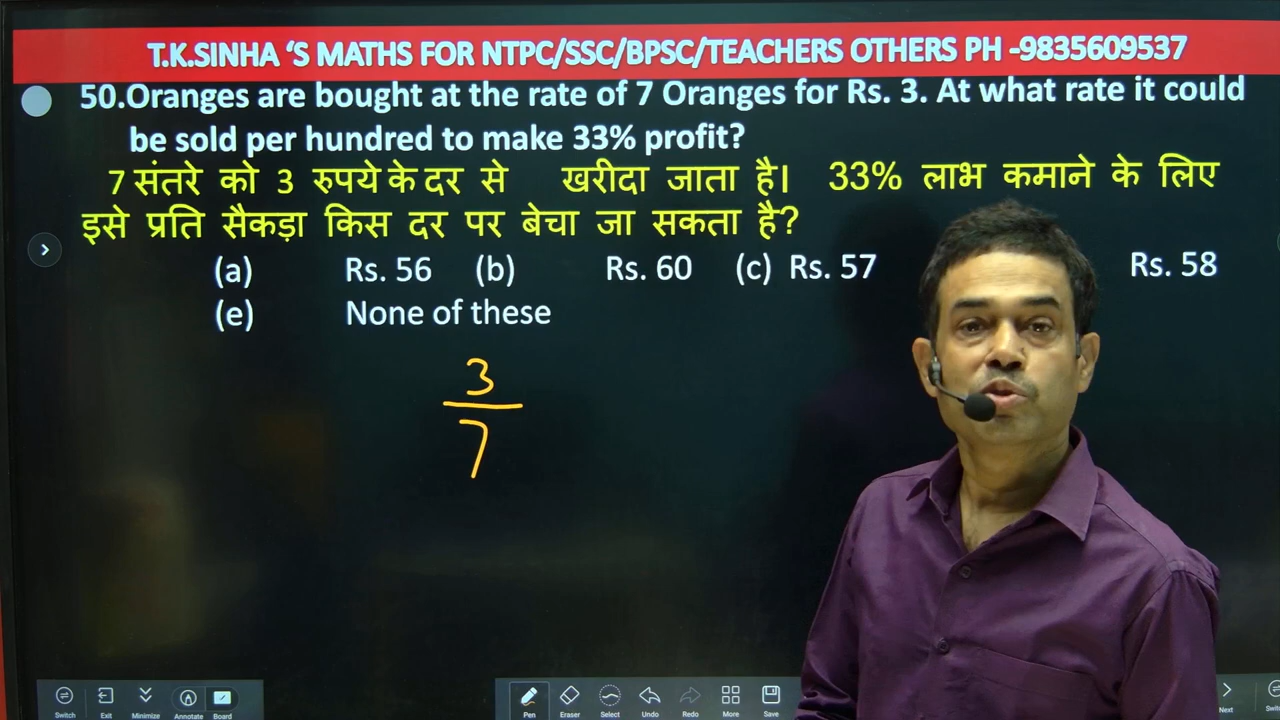 T.K.SINHA ‘S MATHS FOR NTPC/SSC/BPSC/TEACHERS OTHERS PH -9835609537
50.Oranges are bought at the rate of 7 Oranges for Rs. 3. At what rate it could
be sold per hundred to make 33% profit?
7 संतरे को 3 रुपये के दर से खरीदा जाता है। 33% लाभ कमाने के लिए
इसे प्रति सैकड़ा किस दर पर बेचा जा सकता है?
(a) Rs. 56 (b) Rs. 60 (c) Rs. 57 Rs. 58
(e) None of these
3
7
Switch Exit Minimize Annotate Board Pen Eraser Select Undo Redo More Save Next